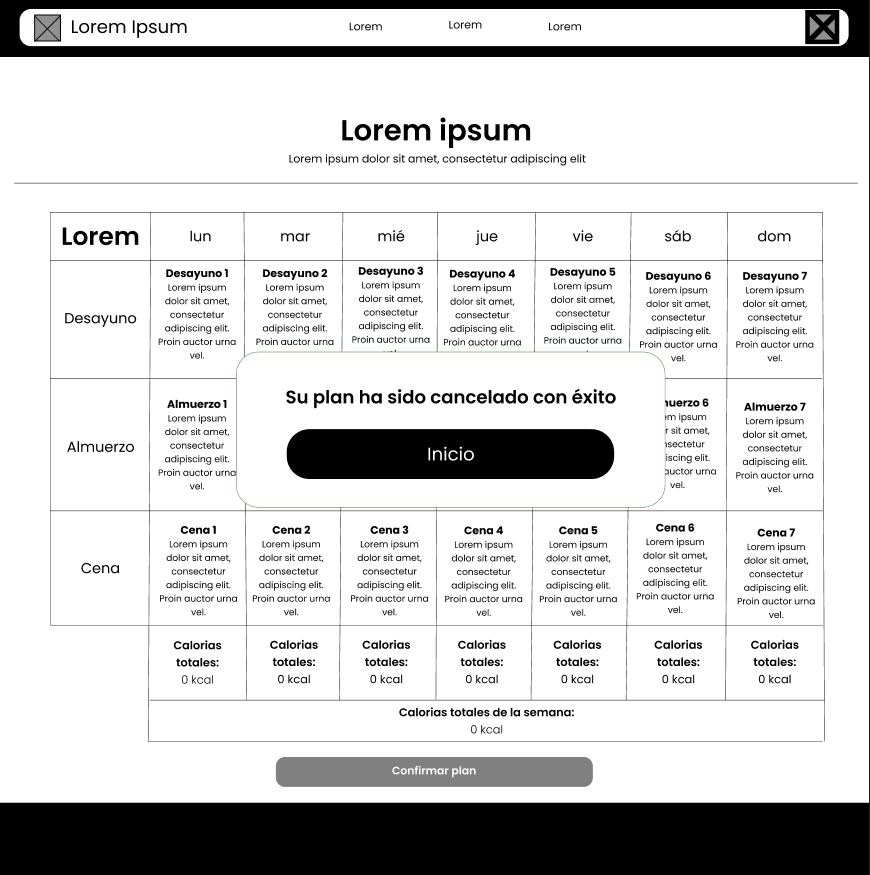 Lorem Ipsum
Lorem
Lorem
Lorem
Lorem ipsum
Lorem ipsum dolor sit amet, consectetur adipiscing elit
Lorem
lun
mar
mié
jue
vie
sáb
dom
Desayuno
Desayuno 1
Lorem ipsum
dolor sit amet,
consectetur
adipiscing elit.
Proin auctor urna
vel.
Desayuno 2
Lorem ipsum
dolor sit amet,
consectetur
adipiscing elit.
Proin auctor urna
Desayuno 3
Lorem ipsum
dolor sit amet,
consectetur
adipiscing elit.
Proin auctor urna
Desayuno 4
Lorem ipsum
dolor sit amet,
consectetur
adipiscing elit.
Proin auctor urna
Desayuno 5
Lorem ipsum
dolor sit amet,
consectetur
adipiscing elit.
Proin auctor urna
Desayuno 6
Lorem ipsum
dolor sit amet,
consectetur
adipiscing elit.
Proin auctor urna
vel.
Desayuno 7
Lorem ipsum
dolor sit amet,
consectetur
adipiscing elit.
Proin auctor urna
vel.
Su plan ha sido cancelado con éxito
Inicio
Almuerzo
Almuerzo 1
Lorem ipsum
dolor sit amet,
consectetur
adipiscing elit.
Proin auctor urna
vel.
6
ipsum
sit amet,
elit.
urna
vel.
Almuerzo 7
Lorem ipsum
dolor sit amet,
consectetur
adipiscing elit.
Proin auctor urna
vel.
Cena
Cena 1
Lorem ipsum
dolor sit amet,
consectetur
adipiscing elit.
Proin auctor urna
vel.
Cena 2
Lorem ipsum
dolor sit amet,
consectetur
adipiscing elit.
Proin auctor urna
vel.
Cena 3
Lorem ipsum
dolor sit amet,
consectetur
adipiscing elit.
Proin auctor urna
vel.
Cena 4
Lorem ipsum
dolor sit amet,
consectetur
adipiscing elit.
Proin auctor urna
vel.
Cena 5
Lorem ipsum
dolor sit amet,
consectetur
adipiscing elit.
Proin auctor urna
vel.
Cena 6
Lorem ipsum
dolor sit amet,
consectetur
adipiscing elit.
Proin auctor urna
vel.
Cena 7
Lorem ipsum
dolor sit amet,
consectetur
adipiscing elit.
Proin auctor urna
vel.
Calorias
totales:
0 kcal
Calorias
totales:
0 kcal
Calorias
totales:
0 kcal
Calorias
totales:
0 kcal
Calorias
totales:
0 kcal
Calorias
totales:
0 kcal
Calorias
totales:
0 kcal
Calorias totales de la semana:
0 kcal
Confirmar plan